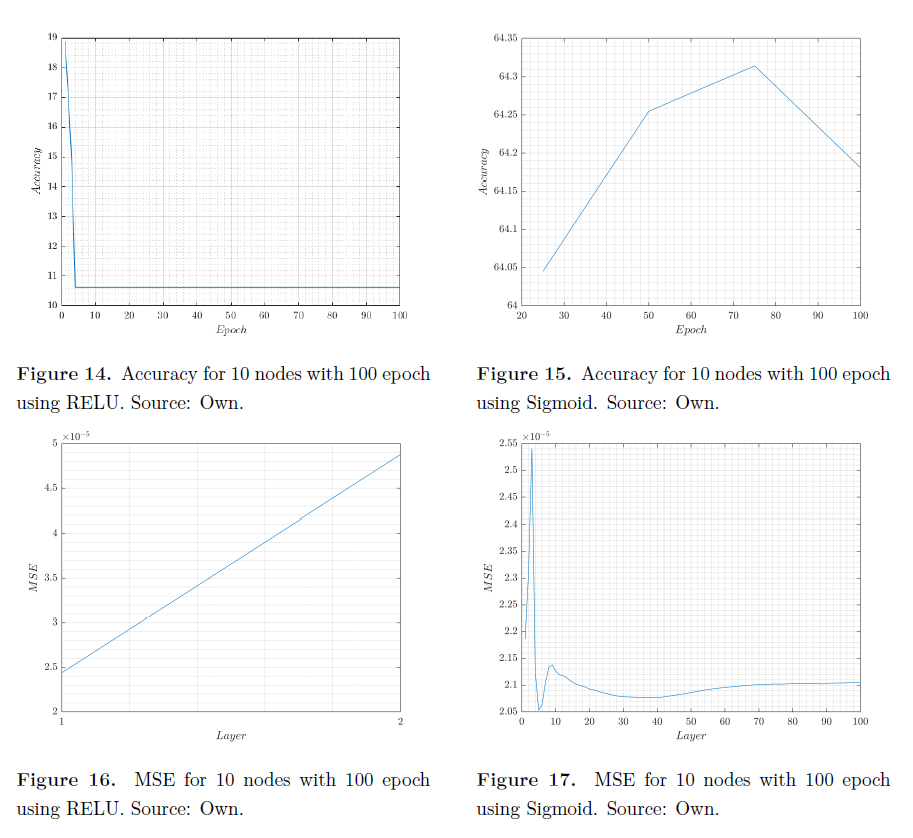 19
18
17
16
15
14
13
12
11
10
Accuracy
0 10 20 30 40 50 60 70 80 90 100
Epoch
Figure 14. Accuracy for 10 nodes with 100 epoch
using RELU. Source: Own.
64.35
64.3
64.25
64.2
64.15
64.1
64.05
64
Accuracy
20 30 40 50 60 70 80 90 100
Epoch
Figure 15. Accuracy for 10 nodes with 100 epoch
using Sigmoid. Source: Own.
×10⁻⁵
5
4.5
4
3.5
3
2.5
2
MSE
1 2
Layer
Figure 16. MSE for 10 nodes with 100 epoch
using RELU. Source: Own.
×10⁻⁵
2.55
2.5
2.45
2.4
2.35
2.3
2.25
2.2
2.15
2.1
2.05
MSE
0 10 20 30 40 50 60 70 80 90 100
Layer
Figure 17. MSE for 10 nodes with 100 epoch
using Sigmoid. Source: Own.